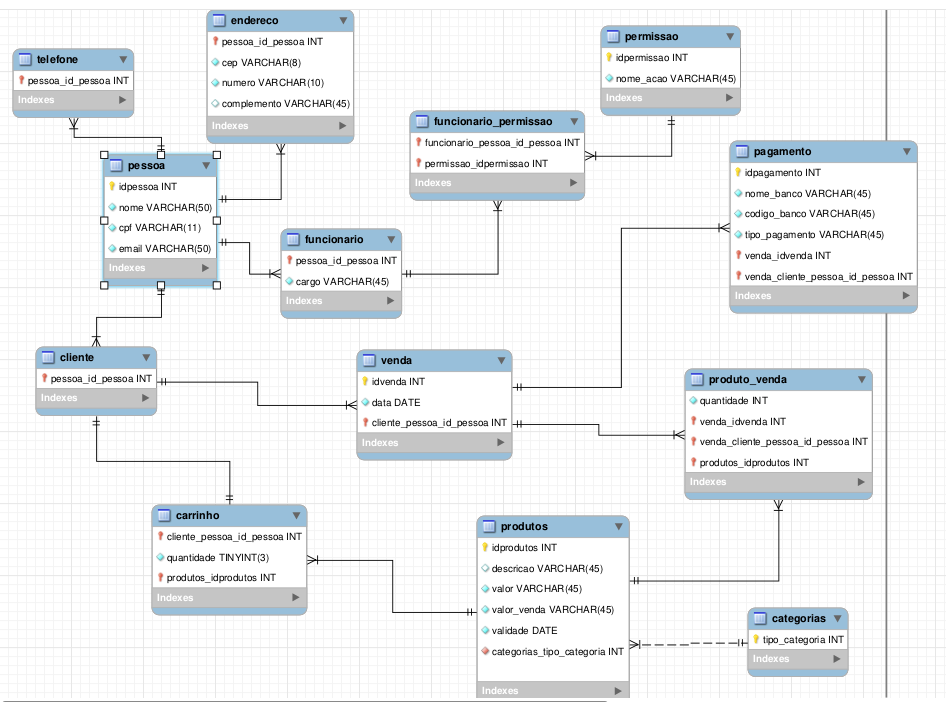 endereco
pessoa_id_pessoa INT
cep VARCHAR(8)
numero VARCHAR(10)
complemento VARCHAR(45)
Indexes
permissao
idpermissao INT
nome_acao VARCHAR(45)
Indexes
telefone
pessoa_id_pessoa INT
Indexes
funcionario_permissao
funcionario_pessoa_id_pessoa INT
permissao_idpermissao INT
Indexes
pagamento
idpagamento INT
nome_banco VARCHAR(45)
codigo_banco VARCHAR(45)
tipo_pagamento VARCHAR(45)
venda_idvenda INT
venda_cliente_pessoa_id_pessoa INT
Indexes
pessoa
idpessoa INT
nome VARCHAR(50)
cpf VARCHAR(11)
email VARCHAR(50)
Indexes
funcionario
pessoa_id_pessoa INT
cargo VARCHAR(45)
Indexes
cliente
pessoa_id_pessoa INT
Indexes
venda
idvenda INT
data DATE
cliente_pessoa_id_pessoa INT
Indexes
produto_venda
quantidade INT
venda_idvenda INT
venda_cliente_pessoa_id_pessoa INT
produtos_idprodutos INT
Indexes
carrinho
cliente_pessoa_id_pessoa INT
quantidade TINYINT(3)
produtos_idprodutos INT
Indexes
produtos
idprodutos INT
descricao VARCHAR(45)
valor VARCHAR(45)
valor_venda VARCHAR(45)
validade DATE
categorias_tipo_categoria INT
Indexes
categorias
tipo_categoria INT
Indexes